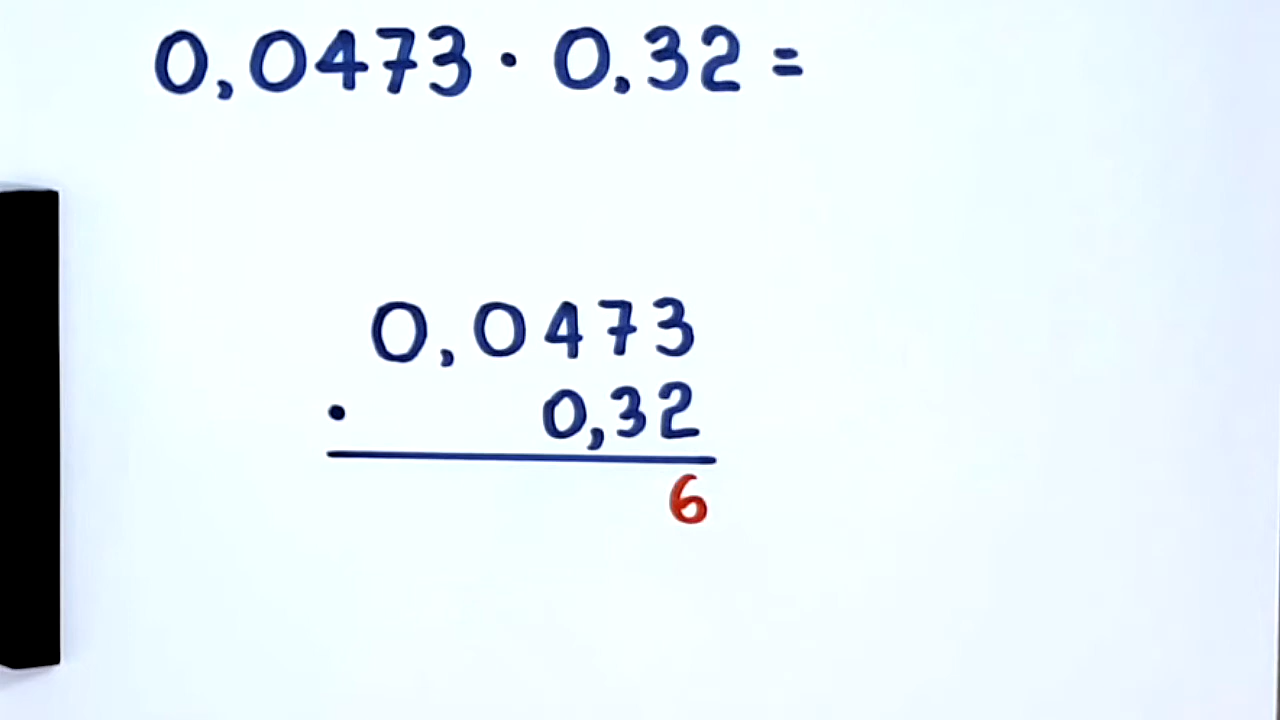 0,0473 · 0,32 =
0,0473
· 0,32
6